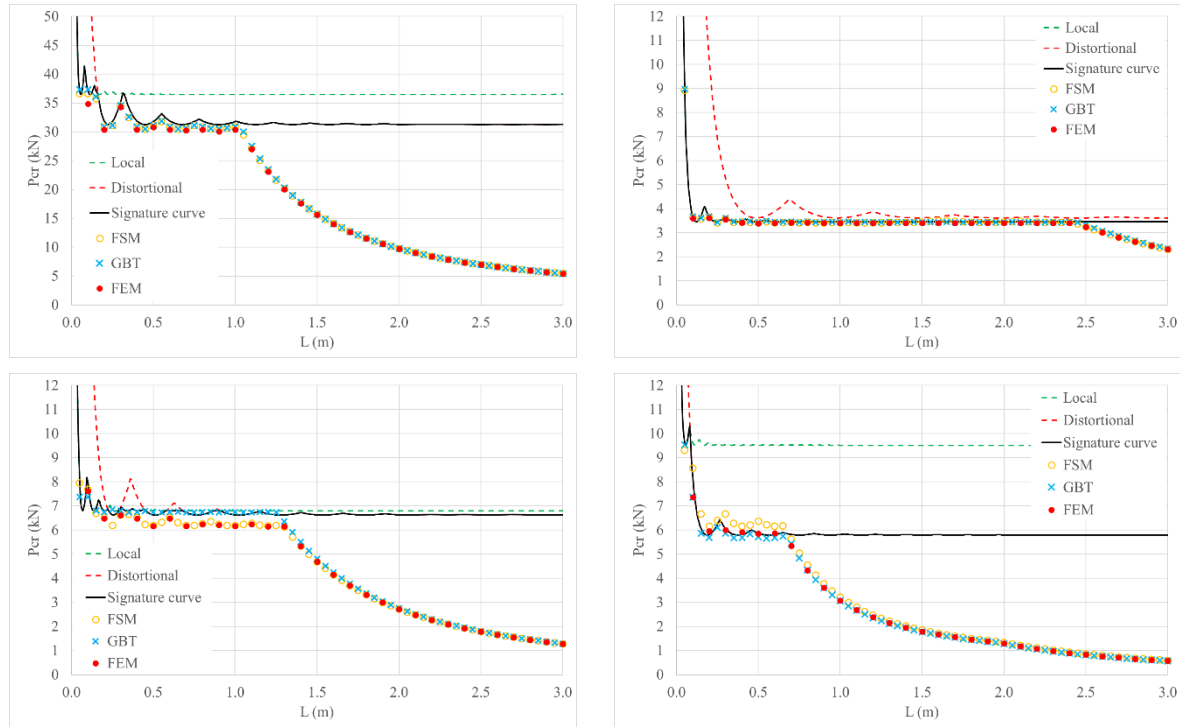 50
45
40
35
30
25
20
15
10
5
0
Pcr (kN)
Local
Distortional
Signature curve
FSM
GBT
FEM
0.0 0.5 1.0 1.5 2.0 2.5 3.0
L (m)
12
11
10
9
8
7
6
5
4
3
2
1
0
Pcr (kN)
Local
Distortional
Signature curve
FSM
GBT
FEM
0.0 0.5 1.0 1.5 2.0 2.5 3.0
L (m)
12
11
10
9
8
7
6
5
4
3
2
1
0
Pcr (kN)
Local
Distortional
Signature curve
FSM
GBT
FEM
0.0 0.5 1.0 1.5 2.0 2.5 3.0
L (m)
12
11
10
9
8
7
6
5
4
3
2
1
0
Pcr (kN)
Local
Distortional
Signature curve
FSM
GBT
FEM
0.0 0.5 1.0 1.5 2.0 2.5 3.0
L (m)